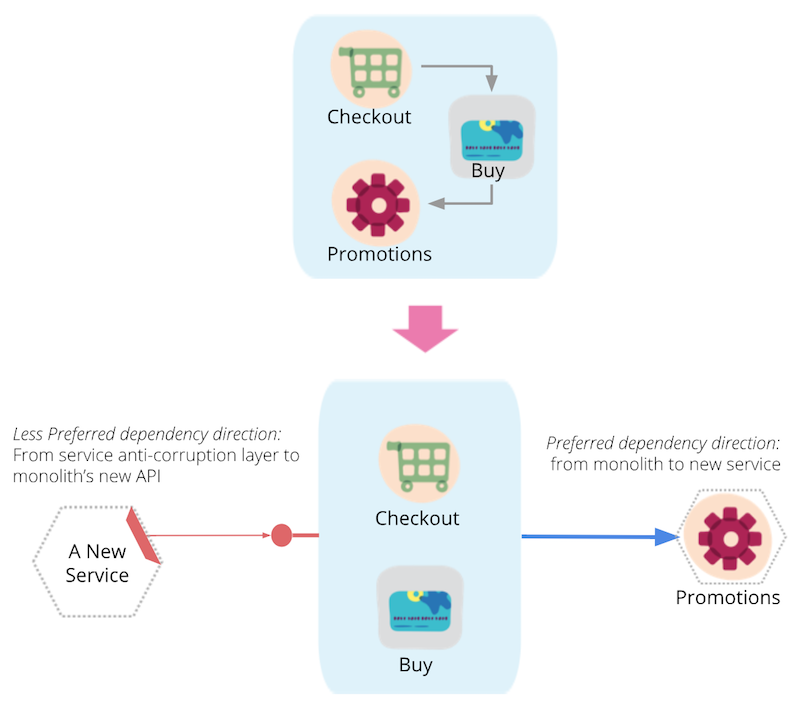 Checkout
Buy
Promotions
Less Preferred dependency direction:
From service anti-corruption layer to
monolith’s new API
Preferred dependency direction:
from monolith to new service
Checkout
A New
Service
Promotions
Buy